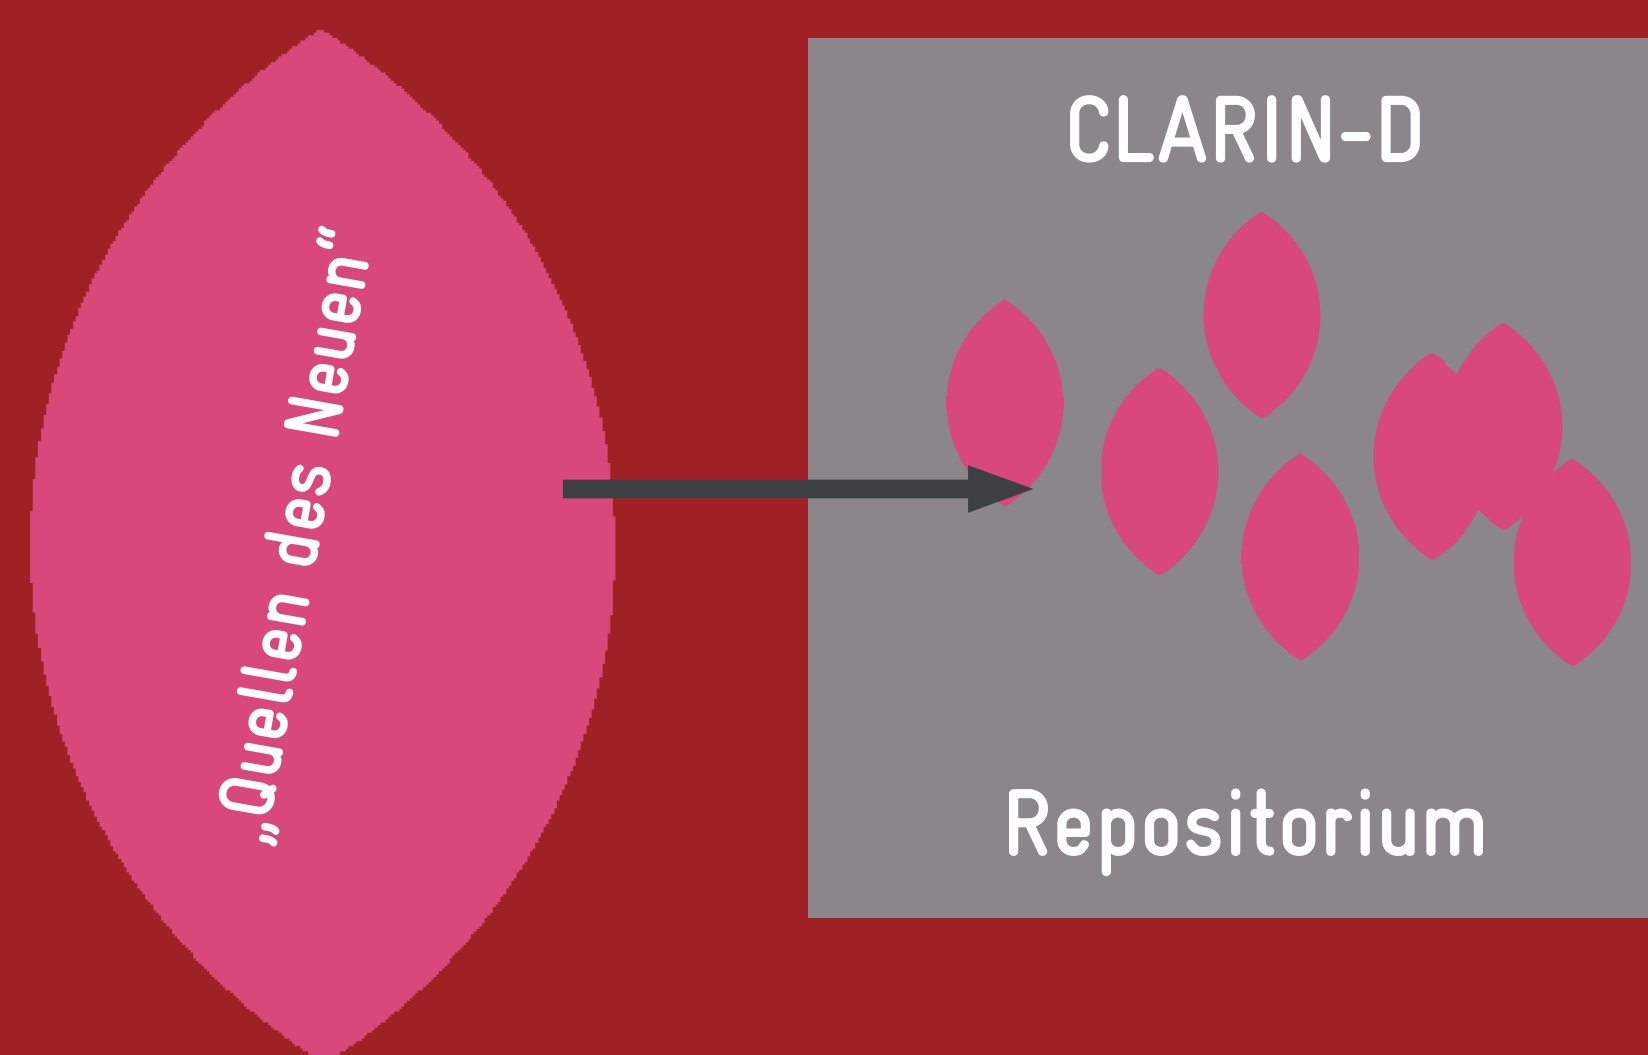 „Quellen des Neuen“
CLARIN-D
Repositorium